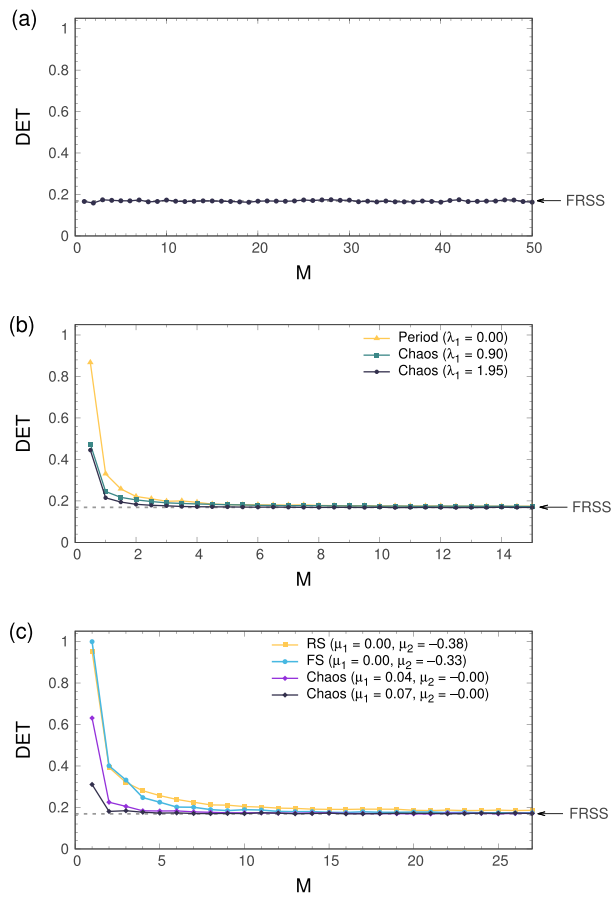 (a)
1
0.8
0.6
0.4
0.2
0
DET
FRSS
0 10 20 30 40 50
M
(b)
1
0.8
0.6
0.4
0.2
0
DET
Period (λ1 = 0.00)
Chaos (λ1 = 0.90)
Chaos (λ1 = 1.95)
FRSS
0 2 4 6 8 10 12 14
M
(c)
1
0.8
0.6
0.4
0.2
0
DET
RS (μ1 = 0.00, μ2 = −0.38)
FS (μ1 = 0.00, μ2 = −0.33)
Chaos (μ1 = 0.04, μ2 = −0.00)
Chaos (μ1 = 0.07, μ2 = −0.00)
FRSS
0 5 10 15 20 25
M